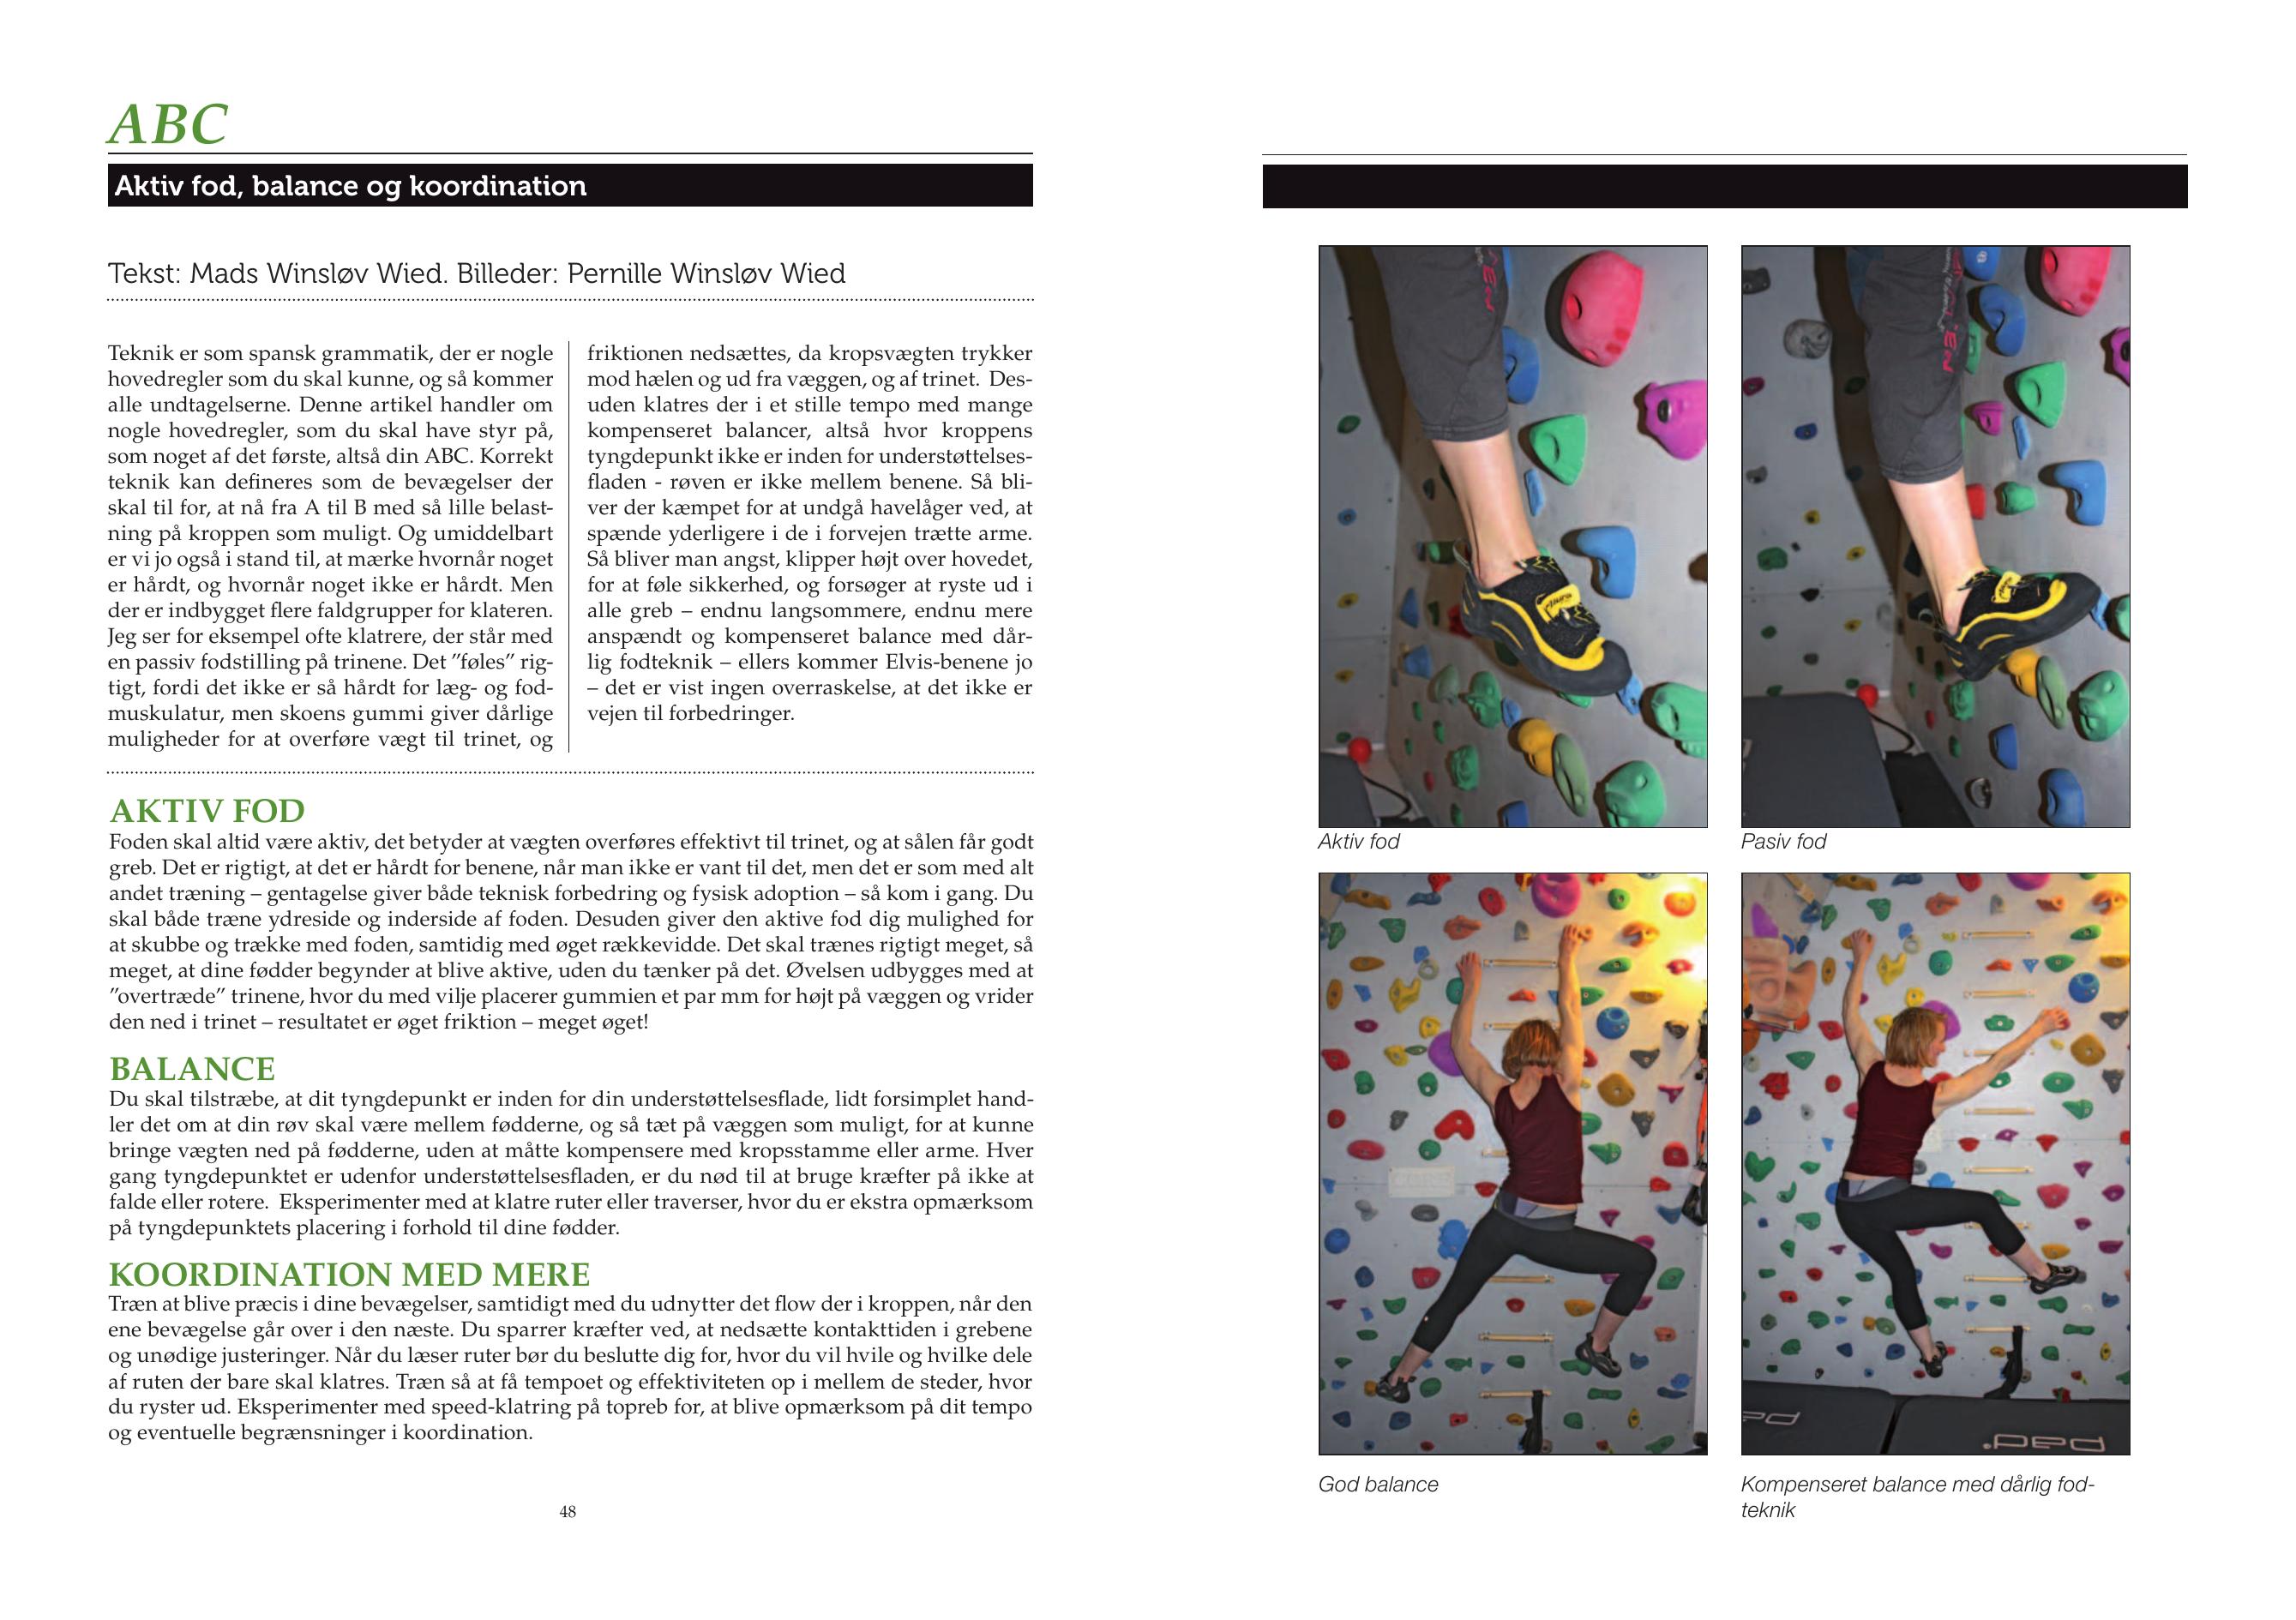 ABC
Aktiv fod, balance og koordination
Tekst: Mads Winsløv Wied. Billeder: Pernille Winsløv Wied
Teknik er som spansk grammatik, der er nogle
hovedregler som du skal kunne, og så kommer
alle undtagelserne. Denne artikel handler om
nogle hovedregler, som du skal have styr på,
som noget af det første, altså din ABC. Korrekt
teknik kan defineres som de bevægelser der
skal til for, at nå fra A til B med så lille belast-
ning på kroppen som muligt. Og umiddelbart
er vi jo også i stand til, at mærke hvornår noget
er hårdt, og hvornår noget ikke er hårdt. Men
der er indbygget flere faldgrupper for klateren.
Jeg ser for eksempel ofte klatrere, der står med
en passiv fodstilling på trinene. Det ”føles” rig-
tigt, fordi det ikke er så hårdt for læg- og fod-
muskulatur, men skoens gummi giver dårlige
muligheder for at overføre vægt til trinet, og
friktionen nedsættes, da kropsvægten trykker
mod hælen og ud fra væggen, og af trinet. Des-
uden klatres der i et stille tempo med mange
kompenseret balancer, altså hvor kroppens
tyngdepunkt ikke er inden for understøttelses-
fladen - røven er ikke mellem benene. Så bli-
ver der kæmpet for at undgå havelåger ved, at
spænde yderligere i de i forvejen trætte arme.
Så bliver man angst, klipper højt over hovedet,
for at føle sikkerhed, og forsøger at ryste ud i
alle greb – endnu langsommere, endnu mere
anspændt og kompenseret balance med dår-
lig fodteknik – ellers kommer Elvis-benene jo
– det er vist ingen overraskelse, at det ikke er
vejen til forbedringer.
AKTIV FOD
Foden skal altid være aktiv, det betyder at vægten overføres effektivt til trinet, og at sålen får godt
greb. Det er rigtigt, at det er hårdt for benene, når man ikke er vant til det, men det er som med alt
andet træning – gentagelse giver både teknisk forbedring og fysisk adoption – så kom i gang. Du
skal både træne ydreside og inderside af foden. Desuden giver den aktive fod dig mulighed for
at skubbe og trække med foden, samtidig med øget rækkevidde. Det skal trænes rigtigt meget, så
meget, at dine fødder begynder at blive aktive, uden du tænker på det. Øvelsen udbygges med at
”overtræde” trinene, hvor du med vilje placerer gummien et par mm for højt på væggen og vrider
den ned i trinet – resultatet er øget friktion – meget øget!
BALANCE
Du skal tilstræbe, at dit tyngdepunkt er inden for din understøttelsesflade, lidt forsimplet hand-
ler det om at din røv skal være mellem fødderne, og så tæt på væggen som muligt, for at kunne
bringe vægten ned på fødderne, uden at måtte kompensere med kropsstamme eller arme. Hver
gang tyngdepunktet er udenfor understøttelsesfladen, er du nød til at bruge kræfter på ikke at
falde eller rotere. Eksperimenter med at klatre ruter eller traverser, hvor du er ekstra opmærksom
på tyngdepunktets placering i forhold til dine fødder.
KOORDINATION MED MERE
Træn at blive præcis i dine bevægelser, samtidigt med du udnytter det flow der i kroppen, når den
ene bevægelse går over i den næste. Du sparrer kræfter ved, at nedsætte kontakttiden i grebene
og unødige justeringer. Når du læser ruter bør du beslutte dig for, hvor du vil hvile og hvilke dele
af ruten der bare skal klatres. Træn så at få tempoet og effektiviteten op i mellem de steder, hvor
du ryster ud. Eksperimenter med speed-klatring på topreb for, at blive opmærksom på dit tempo
og eventuelle begrænsninger i koordination.
48
Aktiv fod
Pasiv fod
God balance
Kompenseret balance med dårlig fod-
teknik